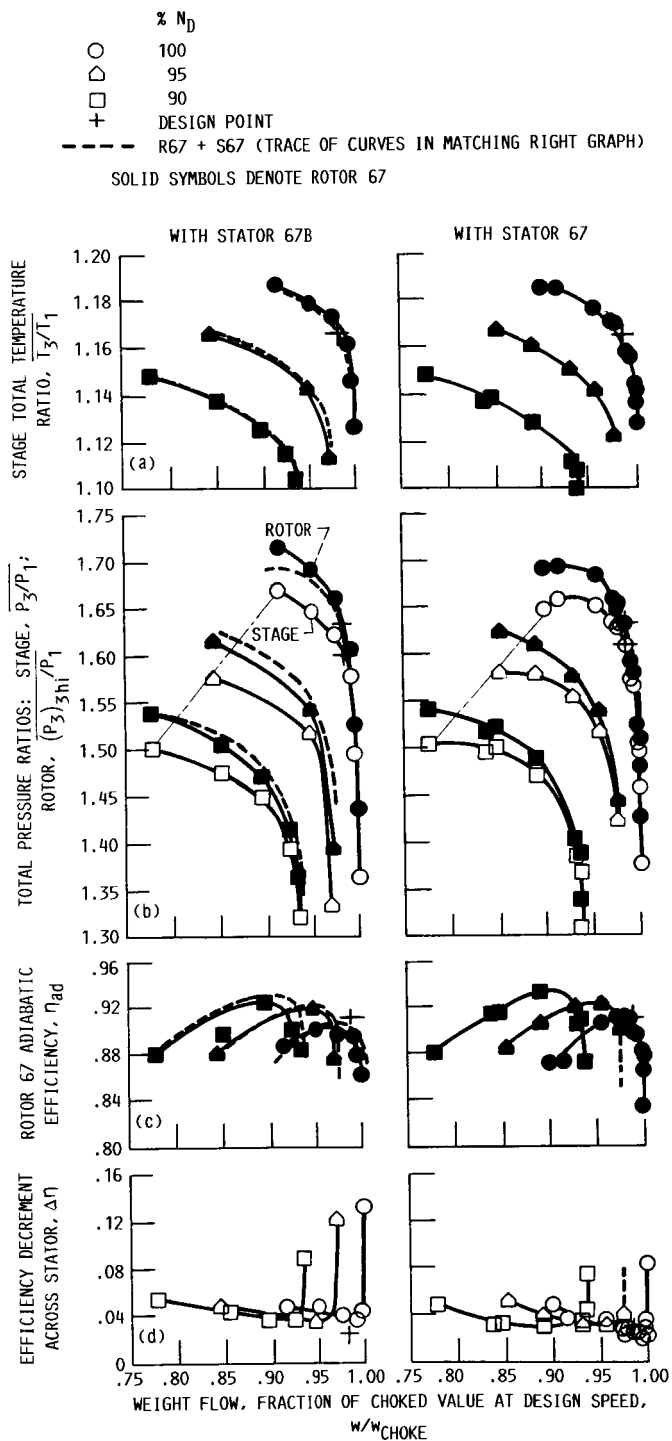 % N_D
100
95
90
DESIGN POINT
R67 + S67 (TRACE OF CURVES IN MATCHING RIGHT GRAPH)
SOLID SYMBOLS DENOTE ROTOR 67
WITH STATOR 67B
WITH STATOR 67
STAGE TOTAL TEMPERATURE
RATIO, T3/T1
1.20
1.18
1.16
1.14
1.12
1.10
(a)
TOTAL PRESSURE RATIOS: STAGE, P3/P1;
ROTOR, (P3)3hi/P1
1.75
1.70
1.65
1.60
1.55
1.50
1.45
1.40
1.35
1.30
ROTOR
STAGE
(b)
ROTOR 67 ADIABATIC
EFFICIENCY, ηad
.96
.92
.88
.84
.80
(c)
EFFICIENCY DECREMENT
ACROSS STATOR, Δη
.16
.12
.08
.04
0
(d)
.75 .80 .85 .90 .95 1.00
.75 .80 .85 .90 .95 1.00
WEIGHT FLOW, FRACTION OF CHOKED VALUE AT DESIGN SPEED,
w/wCHOKE